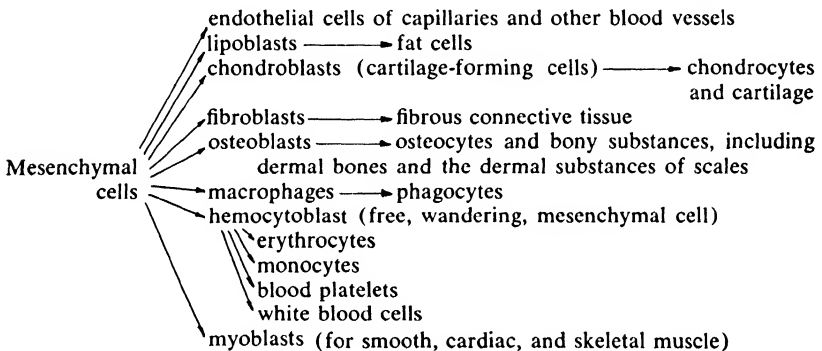 endothelial cells of capillaries and other blood vessels
lipoblasts fat cells
chondroblasts (cartilage-forming cells) chondrocytes
and cartilage
fibroblasts fibrous connective tissue
osteoblasts osteocytes and bony substances, including
dermal bones and the dermal substances of scales
Mesenchymal
cells
macrophages phagocytes
hemocytoblast (free, wandering, mesenchymal cell)
erythrocytes
monocytes
blood platelets
white blood cells
myoblasts (for smooth, cardiac, and skeletal muscle)